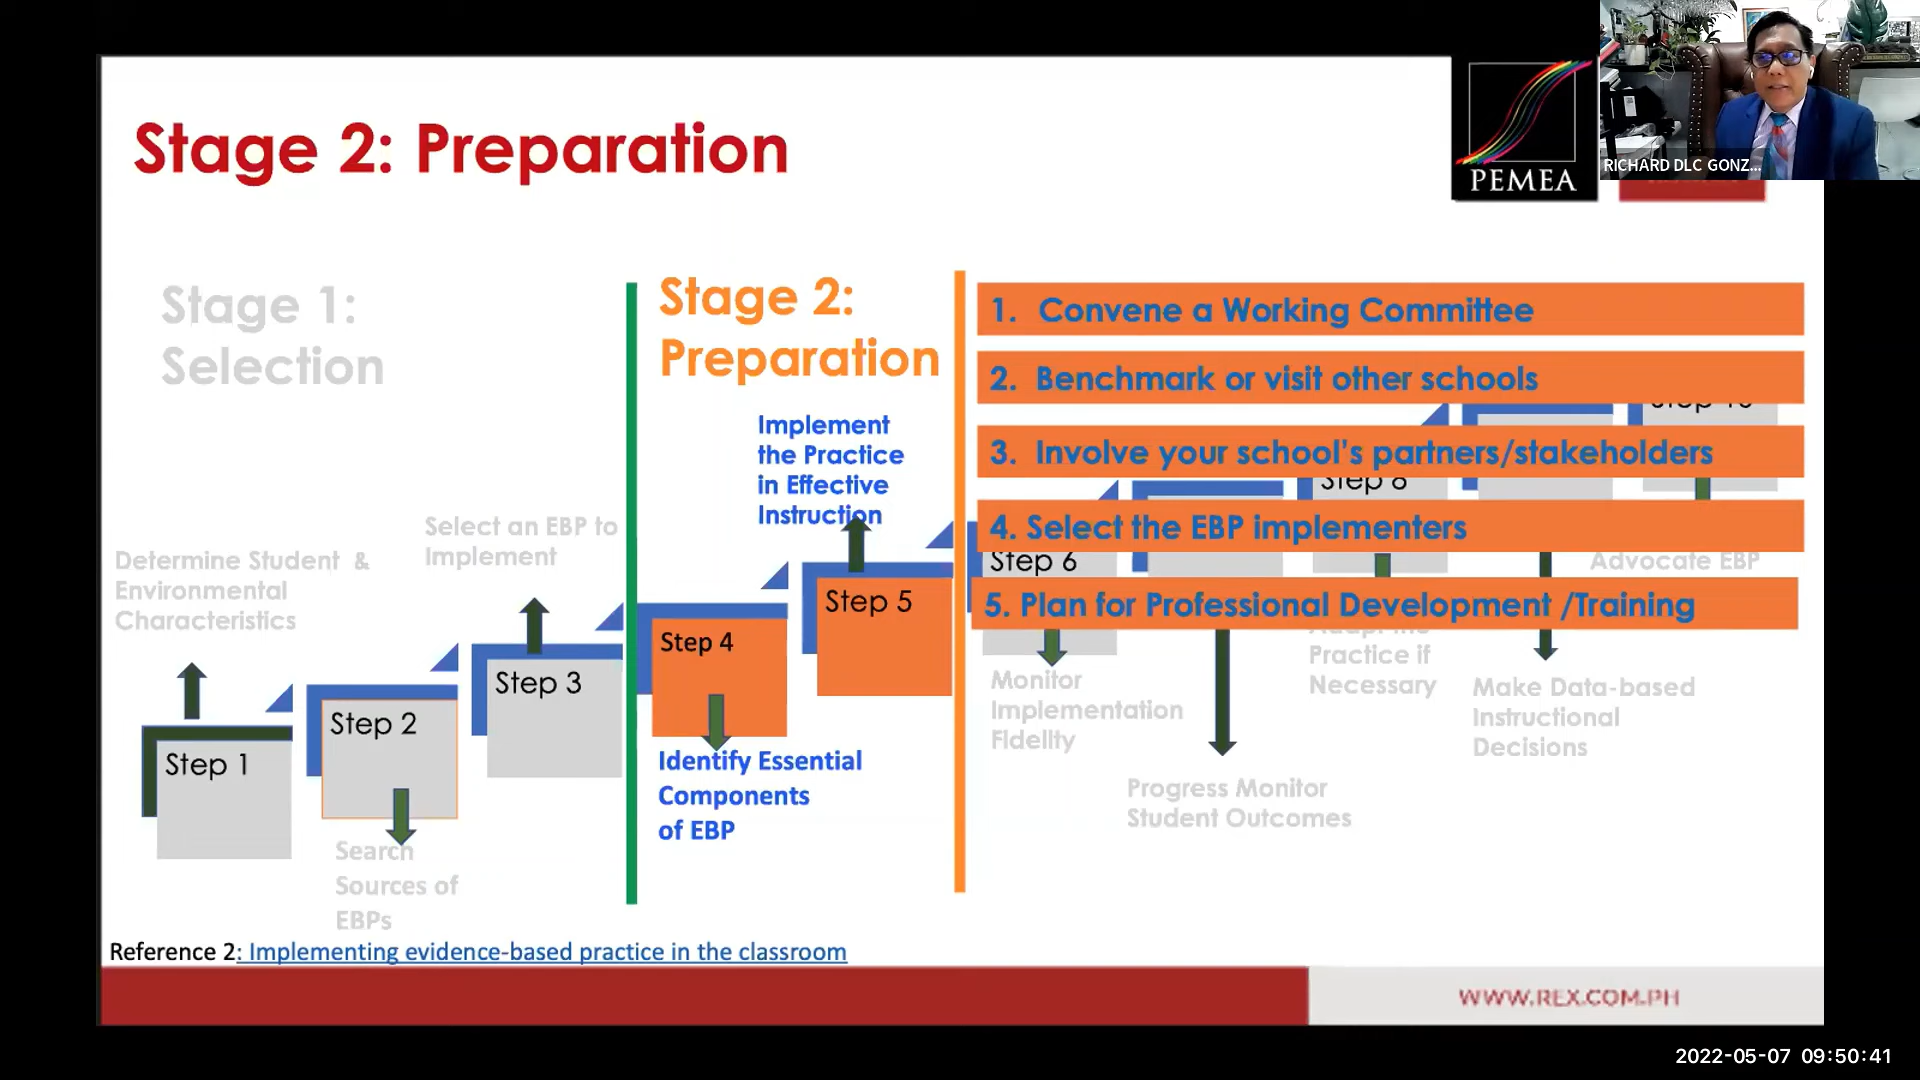 Stage 2: Preparation
PEMEA
RICHARD DLC GONZ...
Stage 1:
Selection
Stage 2:
Preparation
1. Convene a Working Committee
2. Benchmark or visit other schools
3. Involve your school's partners/stakeholders
4. Select the EBP implementers
5. Plan for Professional Development /Training
Implement
the Practice
in Effective
Instruction
Select an EBP to
Implement
Determine Student &
Environmental
Characteristics
Step 1
Step 2
Step 3
Step 4
Step 5
Step 6
Step 8
Step 10
Advocate EBP
Search
Sources of
EBPs
Identify Essential
Components
of EBP
Monitor
Implementation
Fidelity
Progress Monitor
Student Outcomes
Practice if
Necessary
Make Data-based
Instructional
Decisions
Reference 2: Implementing evidence-based practice in the classroom
WWW.REX.COM.PH
2022-05-07 09:50:41